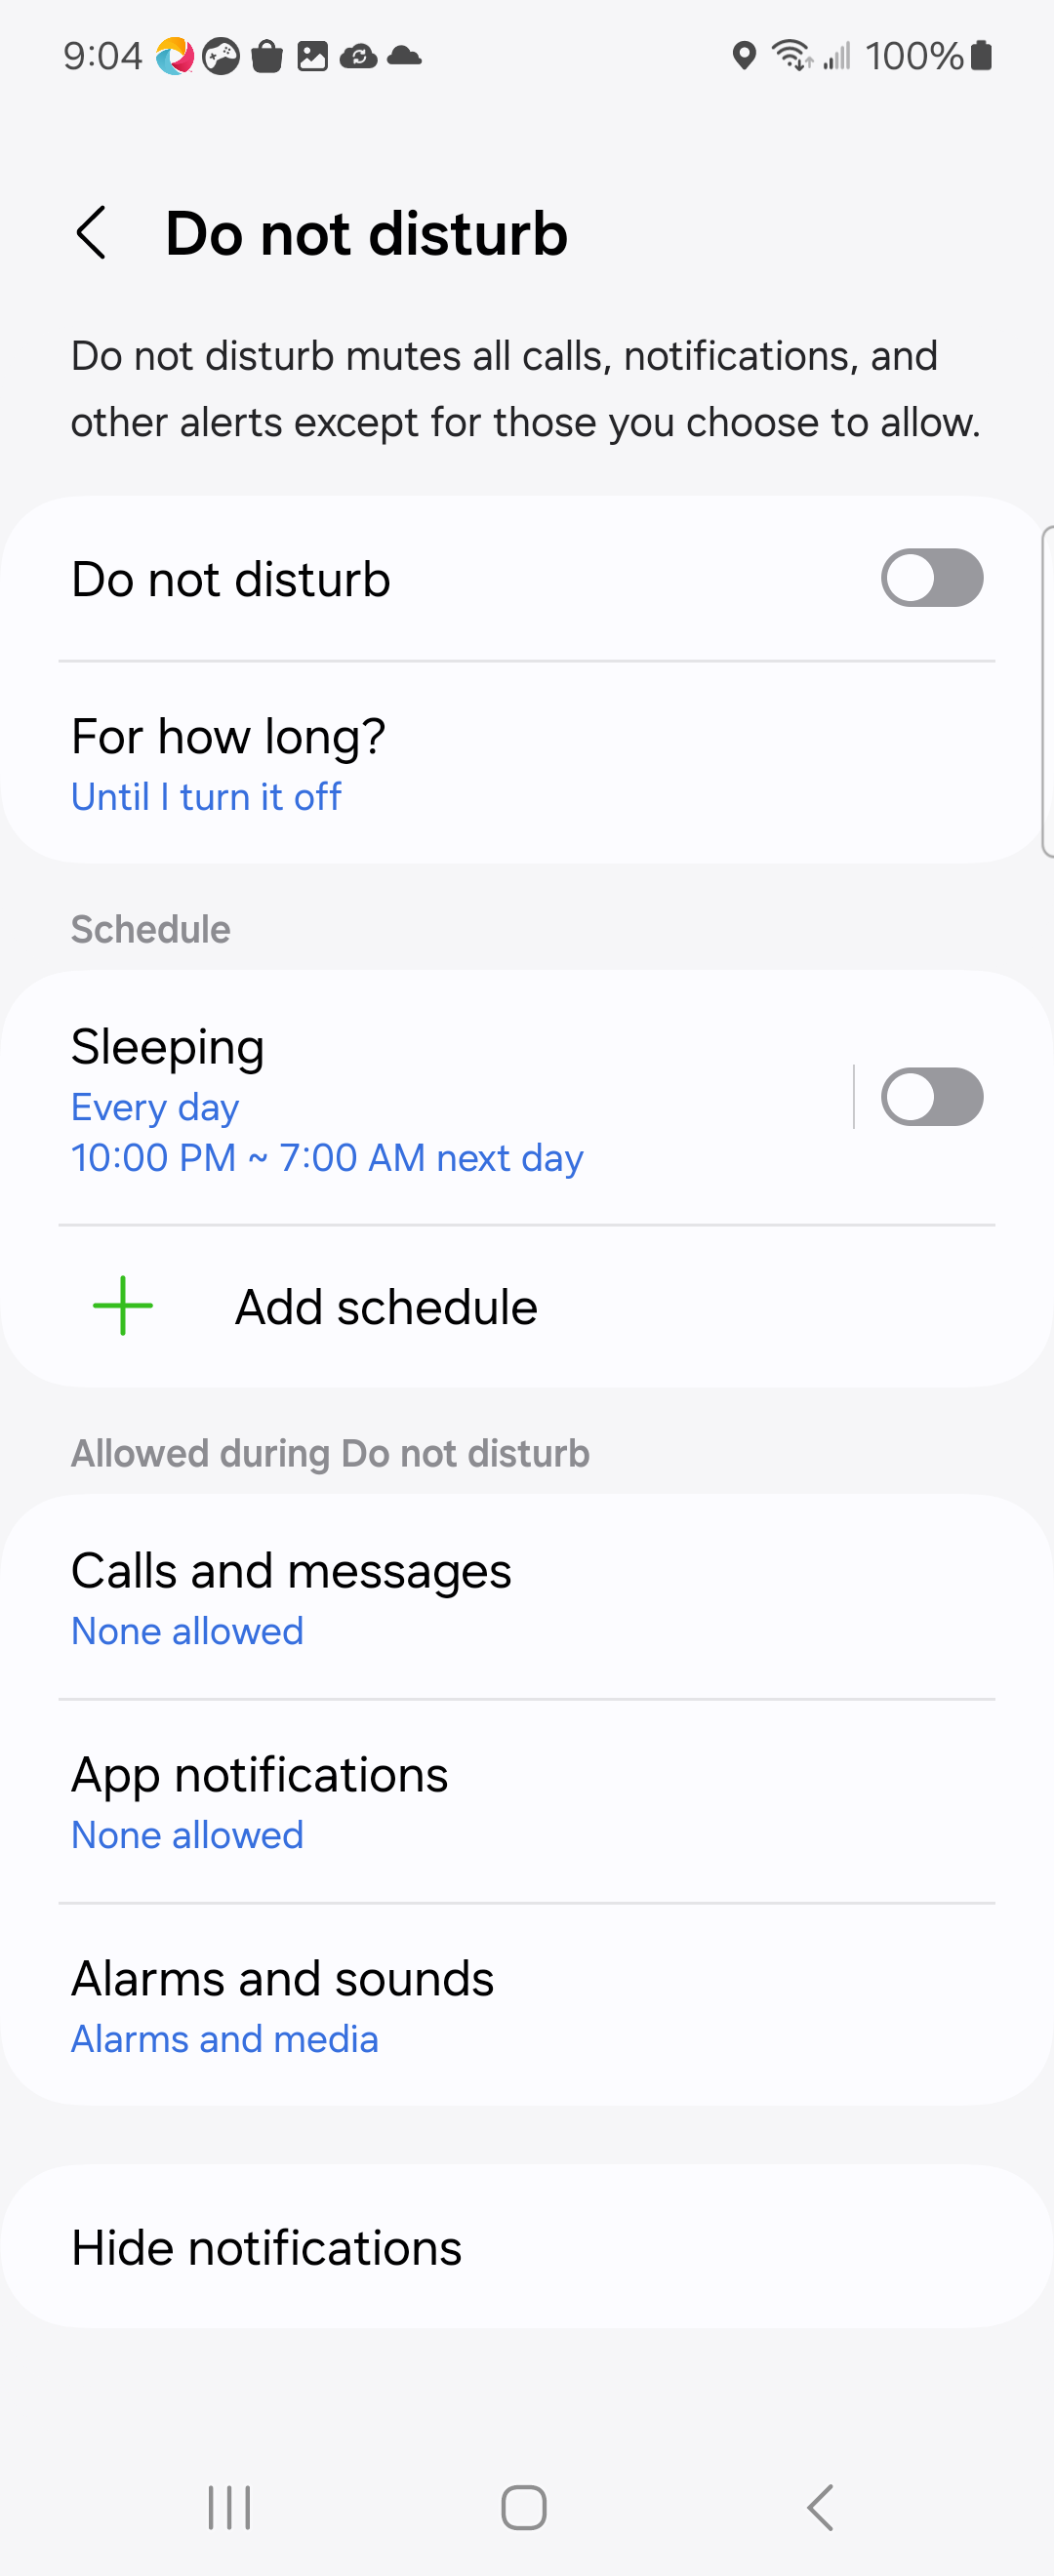 9:04
100%
Do not disturb
Do not disturb mutes all calls, notifications, and
other alerts except for those you choose to allow.
Do not disturb
For how long?
Until I turn it off
Schedule
Sleeping
Every day
10:00 PM ~ 7:00 AM next day
Add schedule
Allowed during Do not disturb
Calls and messages
None allowed
App notifications
None allowed
Alarms and sounds
Alarms and media
Hide notifications